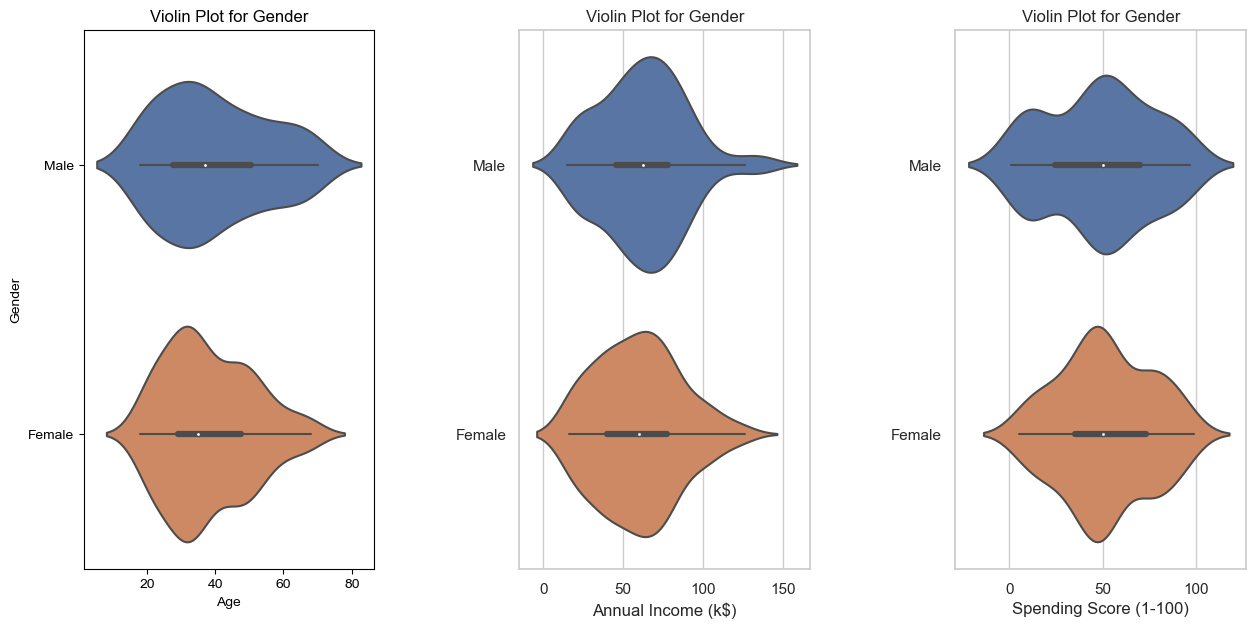 Violin Plot for Gender
Gender
Male
Female
20 40 60 80
Age
Violin Plot for Gender
Male
Female
0 50 100 150
Annual Income (k$)
Violin Plot for Gender
Male
Female
0 50 100
Spending Score (1-100)